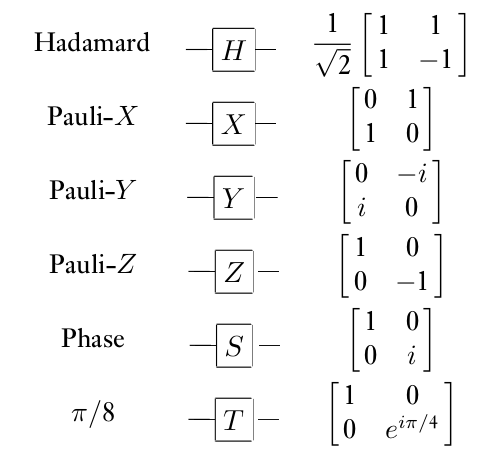 Hadamard H 1/√2 [1 1; 1 −1]
Pauli-X X [0 1; 1 0]
Pauli-Y Y [0 −i; i 0]
Pauli-Z Z [1 0; 0 −1]
Phase S [1 0; 0 i]
π/8 T [1 0; 0 e^{iπ/4}]